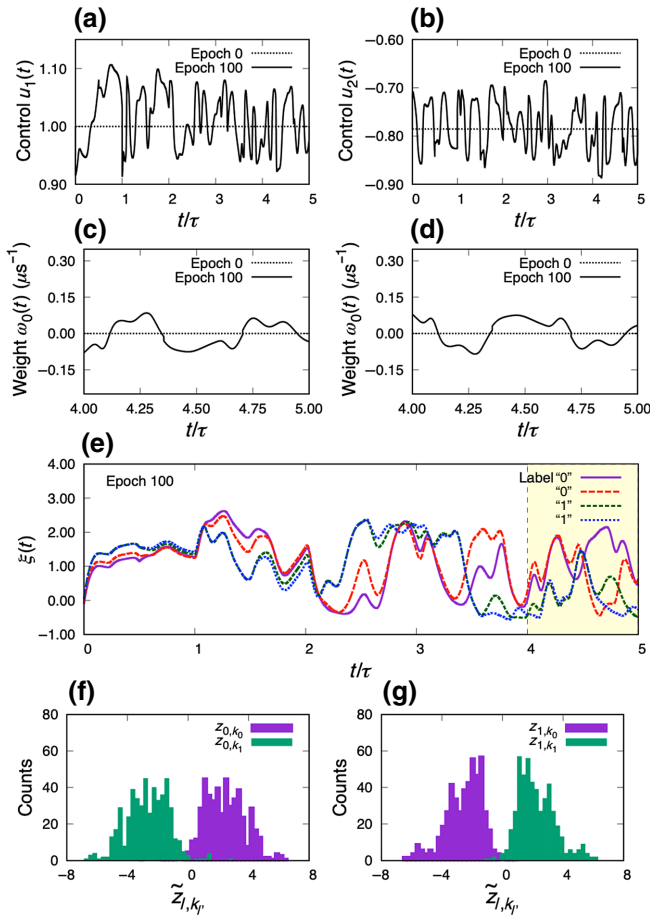 (a)
Control u1(t)
1.10
1.00
0.90
Epoch 0
Epoch 100
0 1 2 3 4 5
t/τ
(b)
Control u2(t)
−0.60
−0.70
−0.80
−0.90
Epoch 0
Epoch 100
0 1 2 3 4 5
t/τ
(c)
Weight ω0(t) (μs−1)
0.30
0.15
0.00
−0.15
Epoch 0
Epoch 100
4.00 4.25 4.50 4.75 5.00
t/τ
(d)
Weight ω0(t) (μs−1)
0.30
0.15
0.00
−0.15
Epoch 0
Epoch 100
4.00 4.25 4.50 4.75 5.00
t/τ
(e)
ξ(t)
4.00
3.00
2.00
1.00
0.00
−1.00
Epoch 100
Label “0”
“0”
“1”
“1”
0 1 2 3 4 5
t/τ
(f)
Counts
80
60
40
20
0
z0,k0
z0,k1
−8 −4 0 4 8
z̃l,kl′
(g)
Counts
80
60
40
20
0
z1,k0
z1,k1
−8 −4 0 4 8
z̃l,kl′